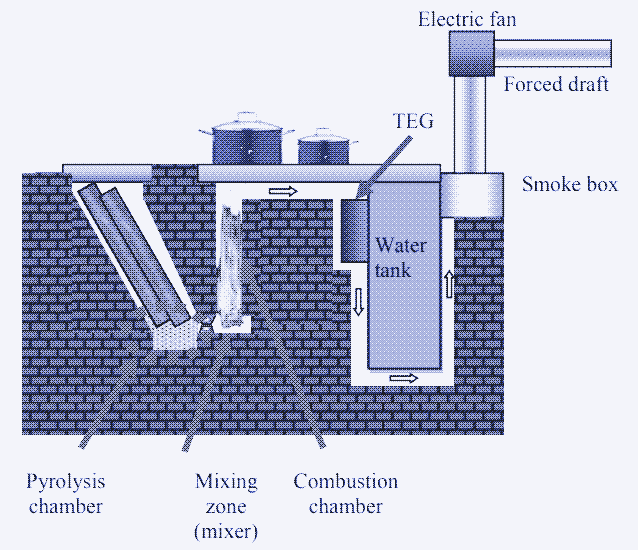 Electric fan
Forced draft
TEG
Smoke box
Water
tank
Pyrolysis
chamber
Mixing
zone
(mixer)
Combustion
chamber